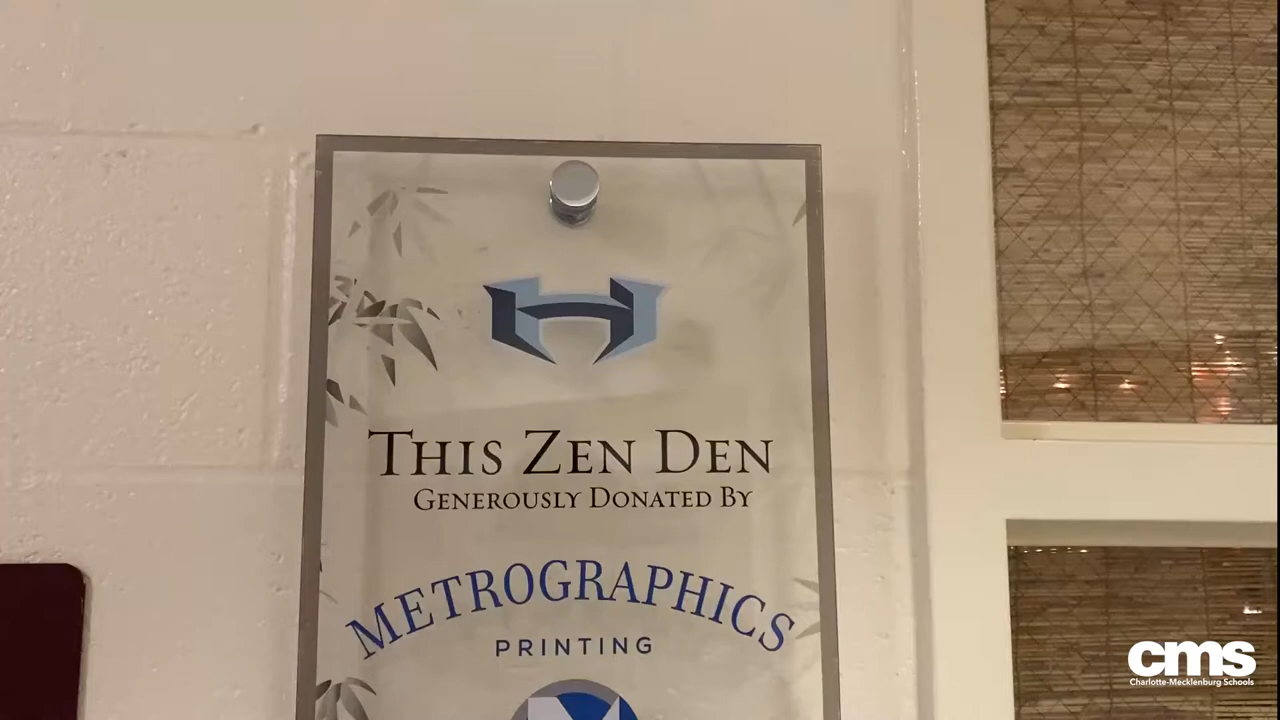 THIS ZEN DEN
GENEROUSLY DONATED BY
METROGRAPHICS
PRINTING
cms
Charlotte-Mecklenburg Schools